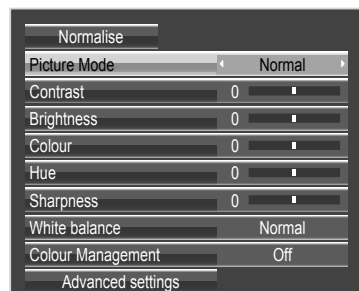 Normalise
Picture Mode Normal
Contrast 0
Brightness 0
Colour 0
Hue 0
Sharpness 0
White balance Normal
Colour Management Off
Advanced settings